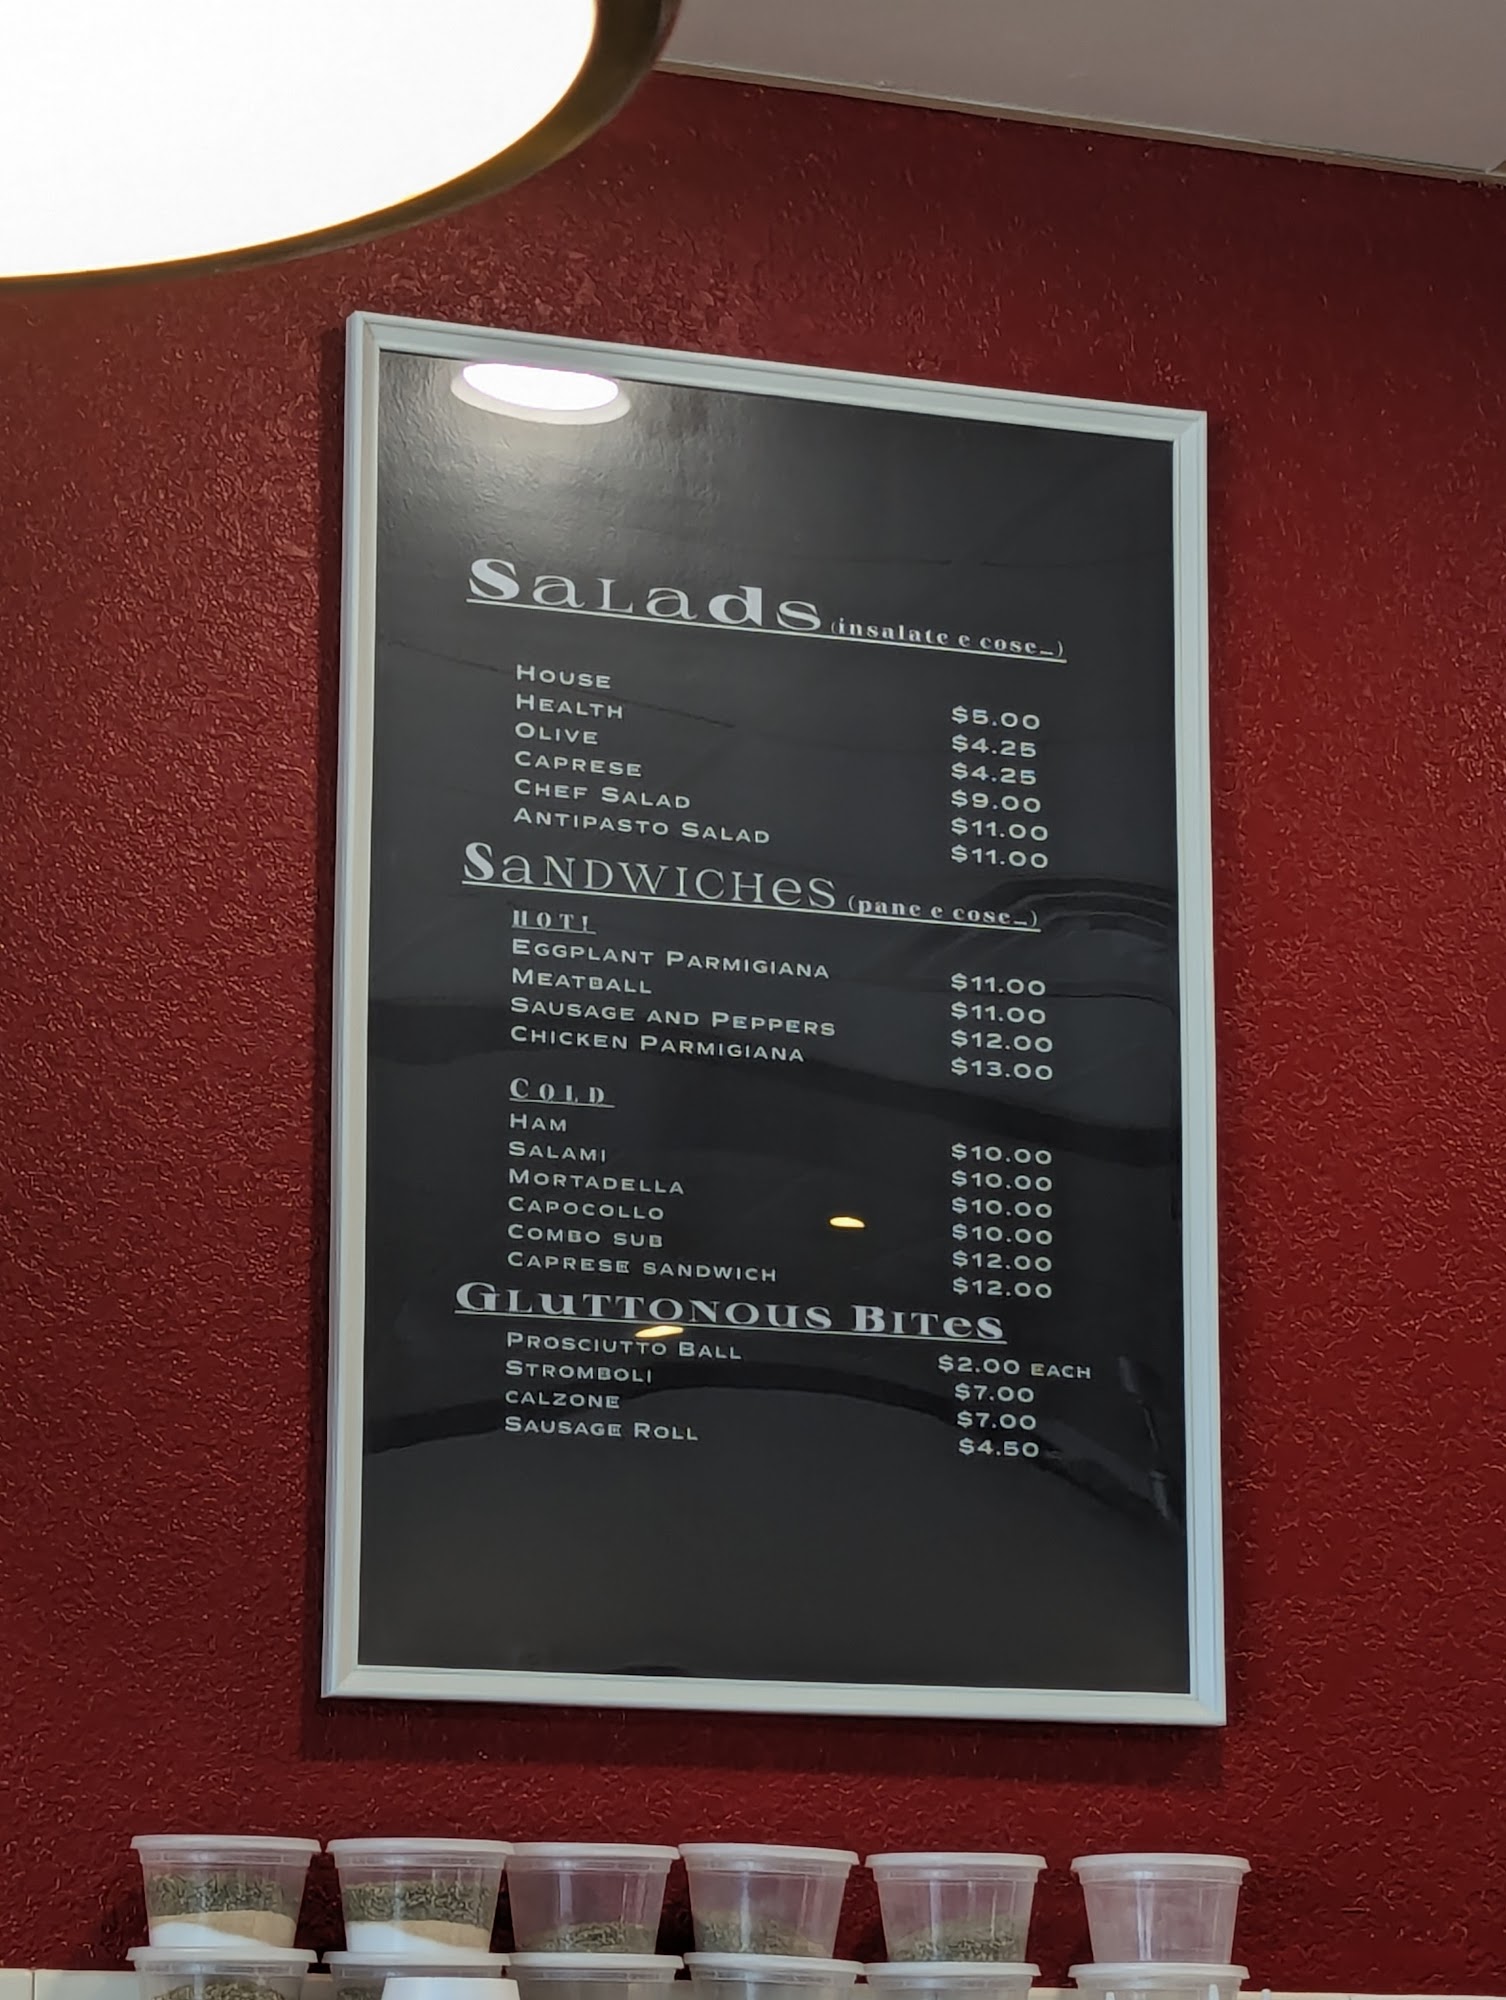 Salads (insalate e cose...)
House $5.00
Health $4.25
Olive $4.25
Caprese $9.00
Chef Salad $11.00
Antipasto Salad $11.00
Sandwiches (pane e cose...)
HOT!
Eggplant Parmigiana $11.00
Meatball $11.00
Sausage and Peppers $12.00
Chicken Parmigiana $13.00
COLD
Ham $10.00
Salami $10.00
Mortadella $10.00
Capocollo $10.00
Combo sub $12.00
Caprese sandwich $12.00
Gluttonous Bites
Prosciutto Ball $2.00 each
Stromboli $7.00
calzone $7.00
Sausage Roll $4.50